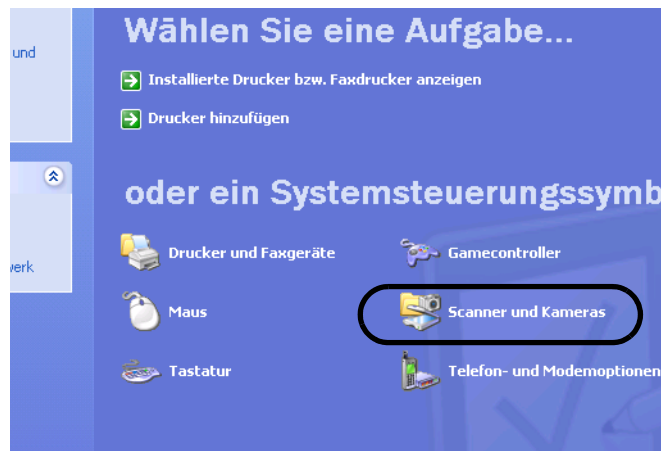 Wählen Sie eine Aufgabe...
und
Installierte Drucker bzw. Faxdrucker anzeigen
Drucker hinzufügen
oder ein Systemsteuerungssymb
Drucker und Faxgeräte
Gamecontroller
werk
Maus
Scanner und Kameras
Tastatur
Telefon- und Modemoptionen